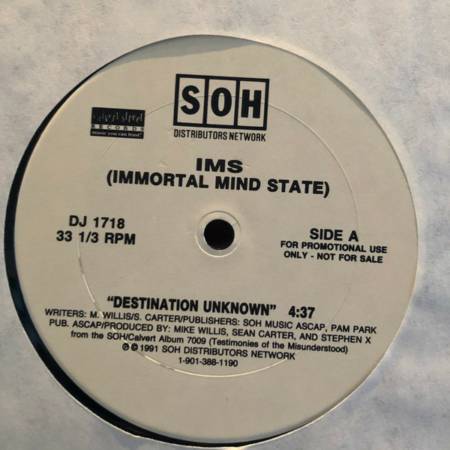 SOH
DISTRIBUTORS NETWORK
RECORDS
IMS
(IMMORTAL MIND STATE)
DJ 1718
33 1/3 RPM
SIDE A
FOR PROMOTIONAL USE
ONLY - NOT FOR SALE
"DESTINATION UNKNOWN" 4:37
WRITERS: M. WILLIS/S. CARTER/PUBLISHERS: SOH MUSIC ASCAP, PAM PARK
PUB. ASCAP/PRODUCED BY: MIKE WILLIS, SEAN CARTER, AND STEPHEN X
from the SOH/Calvert Album 7009 (Testimonies of the Misunderstood)
℗ © 1991 SOH DISTRIBUTORS NETWORK
1-901-388-1190